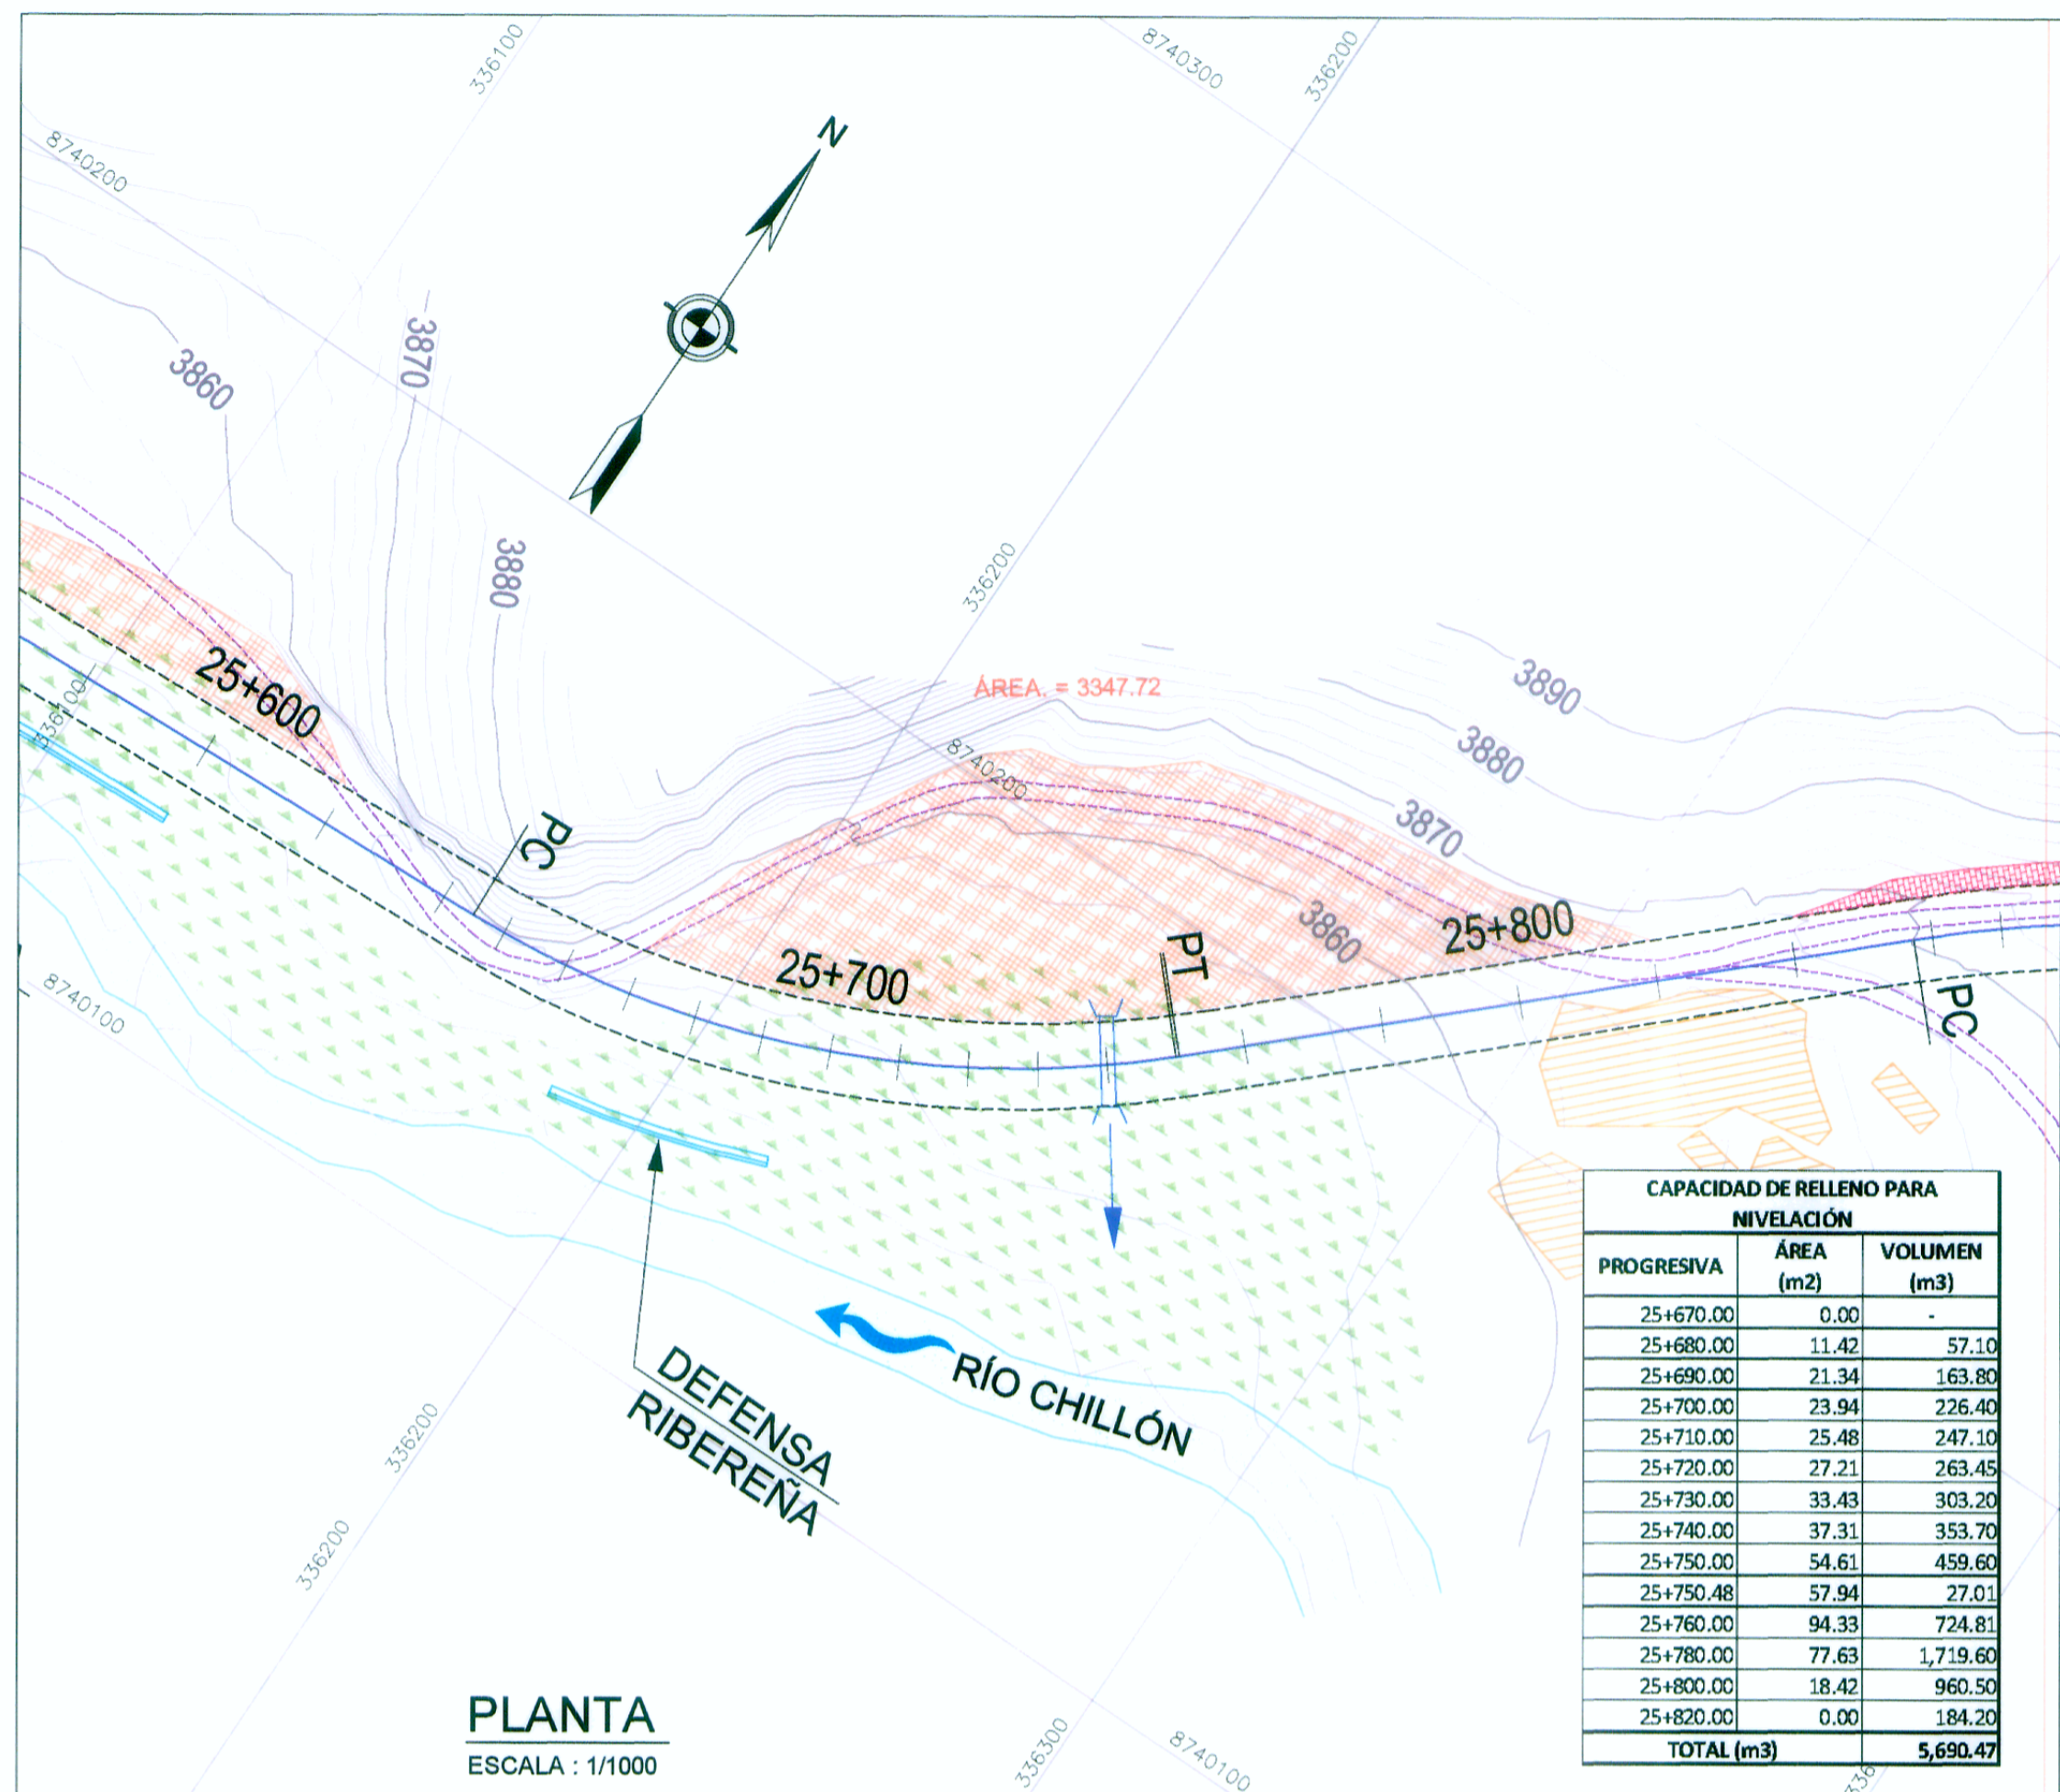 336100
8740300
336200
8740200
N
3860
3870
3880
336200
ÁREA. = 3347.72
3890
3880
3870
3860
8740200
25+600
336100
PC
25+700
PT
25+800
PC
8740100
DEFENSA
RIBEREÑA
RÍO CHILLÓN
336200
336200
336300
8740100
PLANTA
ESCALA : 1/1000
CAPACIDAD DE RELLENO PARA
NIVELACIÓN
PROGRESIVA ÁREA (m2) VOLUMEN (m3)
25+670.00 0.00 -
25+680.00 11.42 57.10
25+690.00 21.34 163.80
25+700.00 23.94 226.40
25+710.00 25.48 247.10
25+720.00 27.21 263.45
25+730.00 33.43 303.20
25+740.00 37.31 353.70
25+750.00 54.61 459.60
25+750.48 57.94 27.01
25+760.00 94.33 724.81
25+780.00 77.63 1,719.60
25+800.00 18.42 960.50
25+820.00 0.00 184.20
TOTAL (m3) 5,690.47